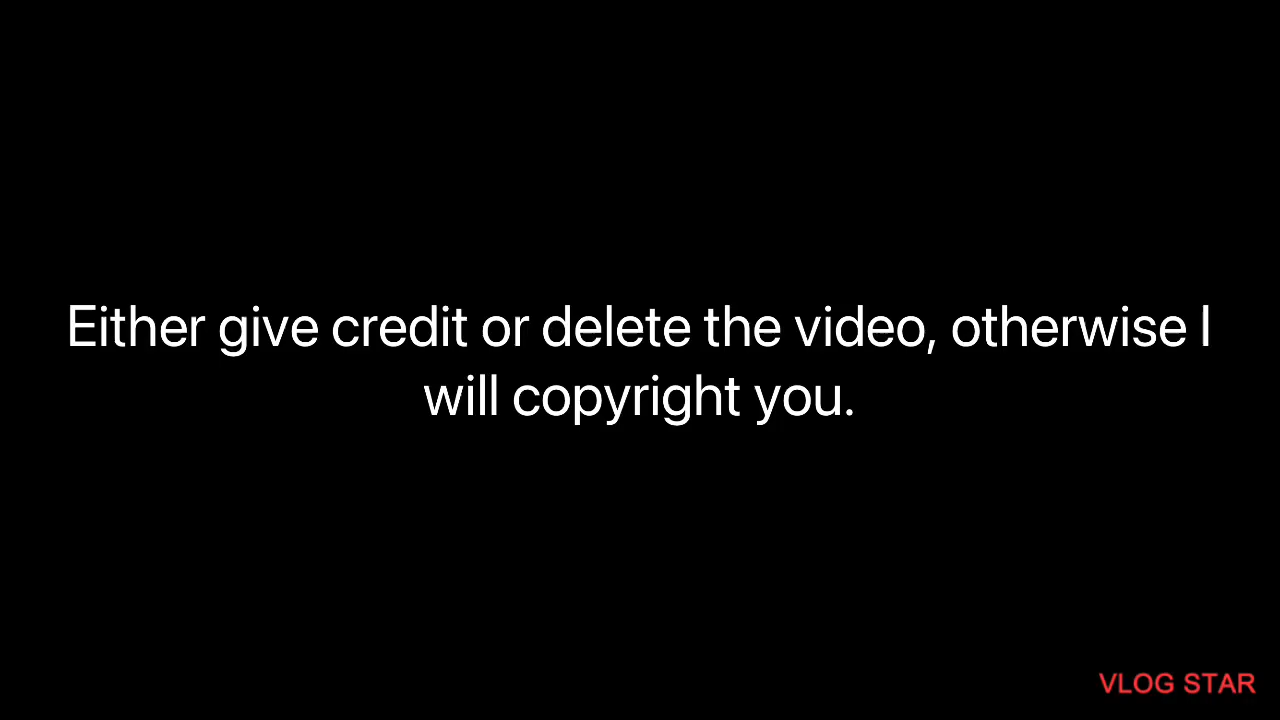 Either give credit or delete the video, otherwise I
will copyright you.
VLOG STAR